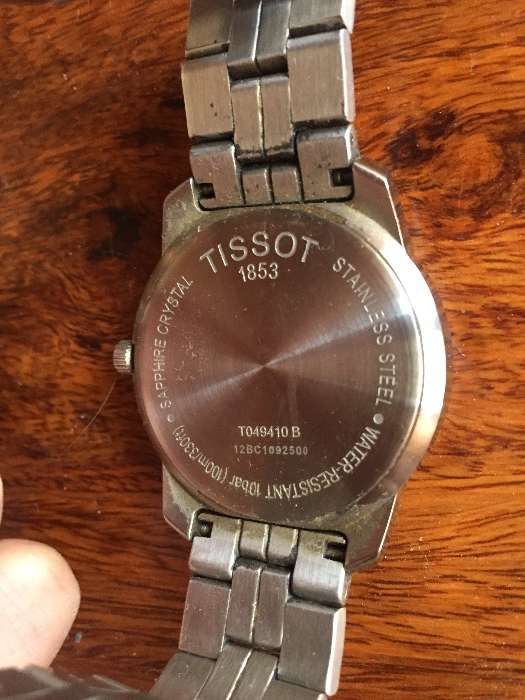 TISSOT
1853
STAINLESS STEEL • WATER-RESISTANT 10bar (100m/330ft) • SAPPHIRE CRYSTAL
T049410 B
12BC1092500